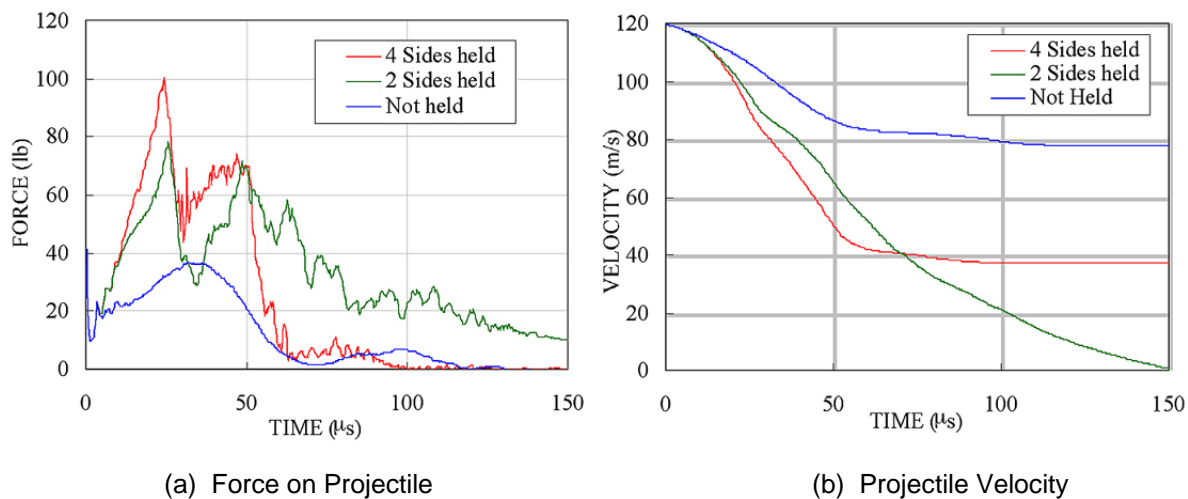 120
100
80
60
40
20
0
FORCE (lb)
4 Sides held
2 Sides held
Not held
0
50
100
150
TIME (µs)
(a) Force on Projectile
120
100
80
60
40
20
0
VELOCITY (m/s)
4 Sides held
2 Sides held
Not Held
0
50
100
150
TIME (µs)
(b) Projectile Velocity